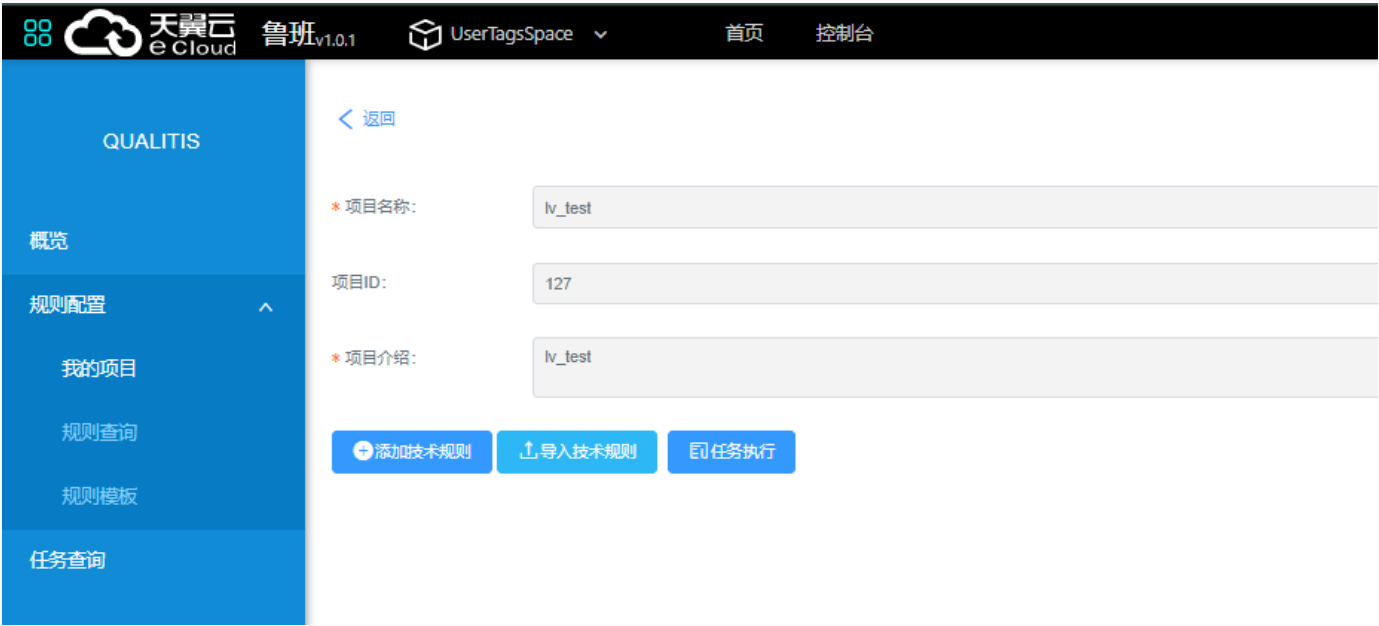 天翼云
e Cloud
鲁班v1.0.1
UserTagsSpace
首页
控制台
QUALITIS
概览
规则配置
我的项目
规则查询
规则模板
任务查询
返回
* 项目名称:
lv_test
项目ID:
127
* 项目介绍:
lv_test
添加技术规则
导入技术规则
任务执行